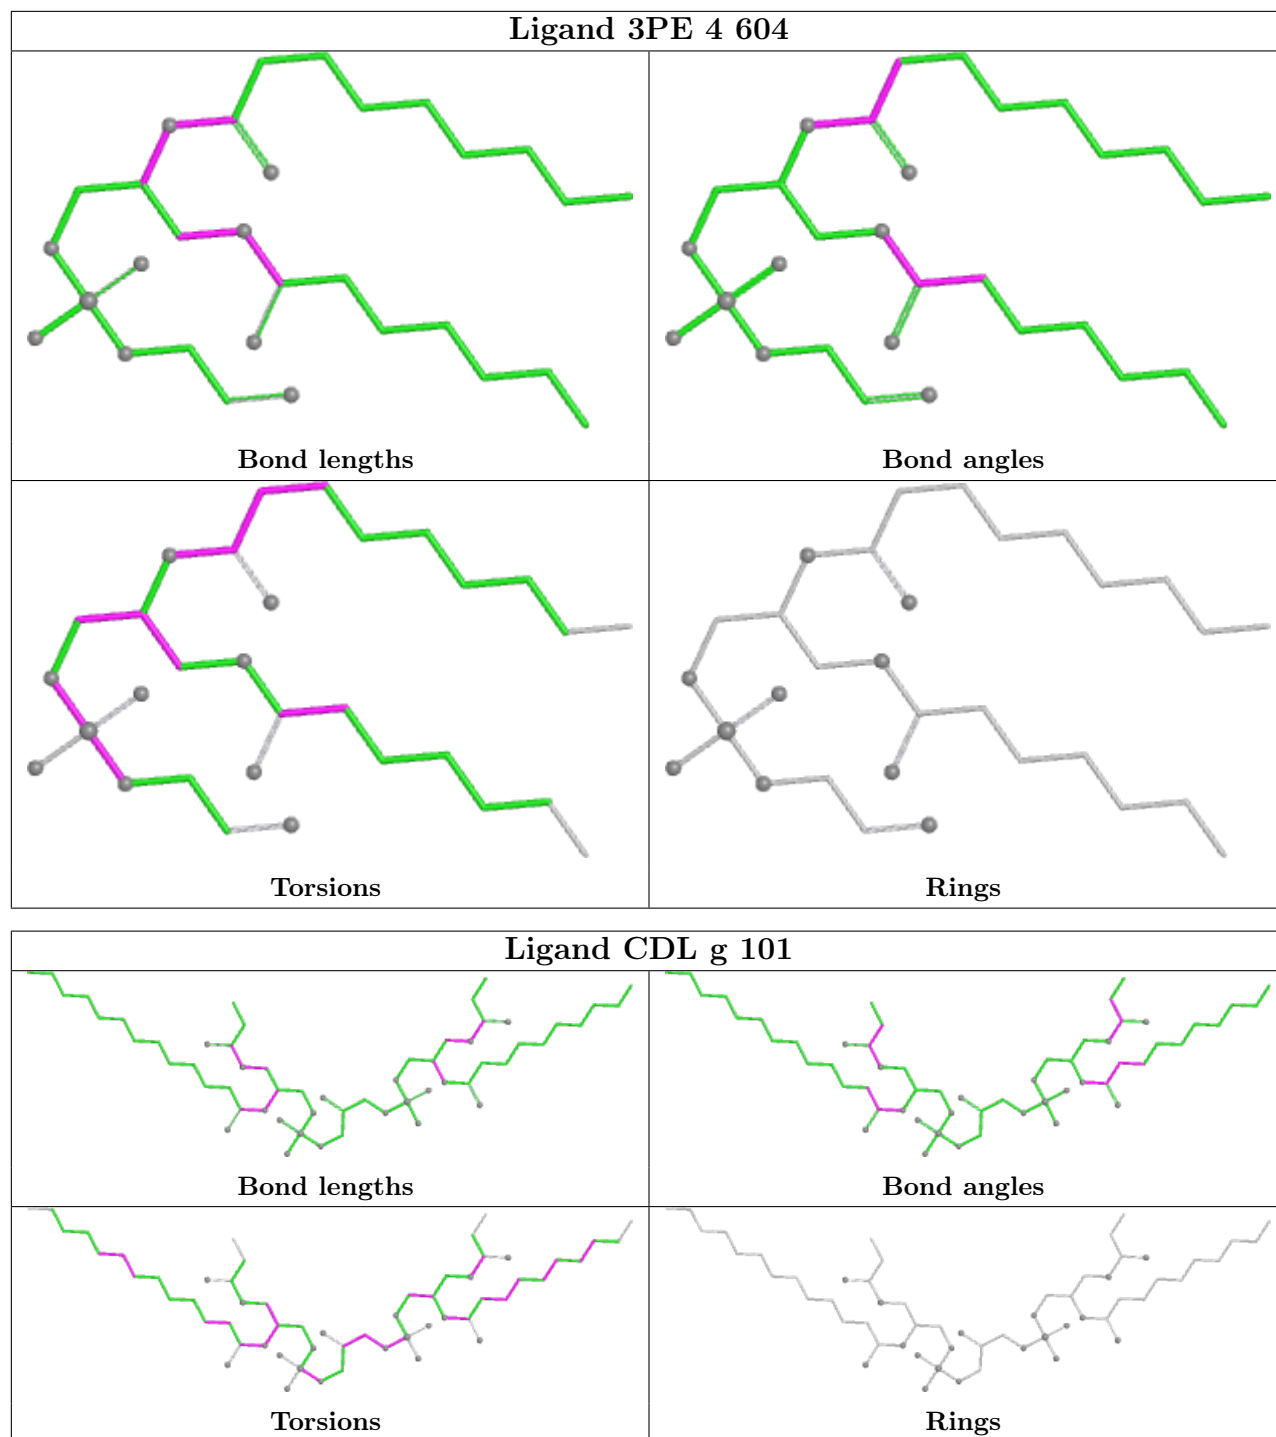 Ligand 3PE 4 604
Bond lengths
Bond angles
Torsions
Rings
Ligand CDL g 101
Bond lengths
Bond angles
Torsions
Rings